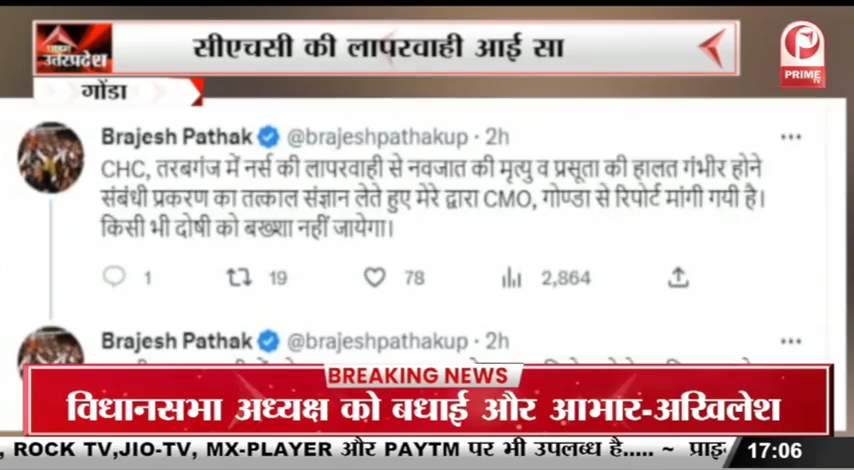 प्राइम
उत्तरप्रदेश
सीएचसी की लापरवाही आई सा
PRIME
TV
गोंडा
Brajesh Pathak @brajeshpathakup · 2h
CHC, तरबगंज में नर्स की लापरवाही से नवजात की मृत्यु व प्रसूता की हालत गंभीर होने
संबंधी प्रकरण का तत्काल संज्ञान लेते हुए मेरे द्वारा CMO, गोण्डा से रिपोर्ट मांगी गयी है।
किसी भी दोषी को बख्शा नहीं जायेगा।
1 19 78 2,864
Brajesh Pathak @brajeshpathakup · 2h
BREAKING NEWS
विधानसभा अध्यक्ष को बधाई और आभार-अखिलेश
, ROCK TV,JIO-TV, MX-PLAYER और PAYTM पर भी उपलब्ध है..... ~ प्राइ
17:06